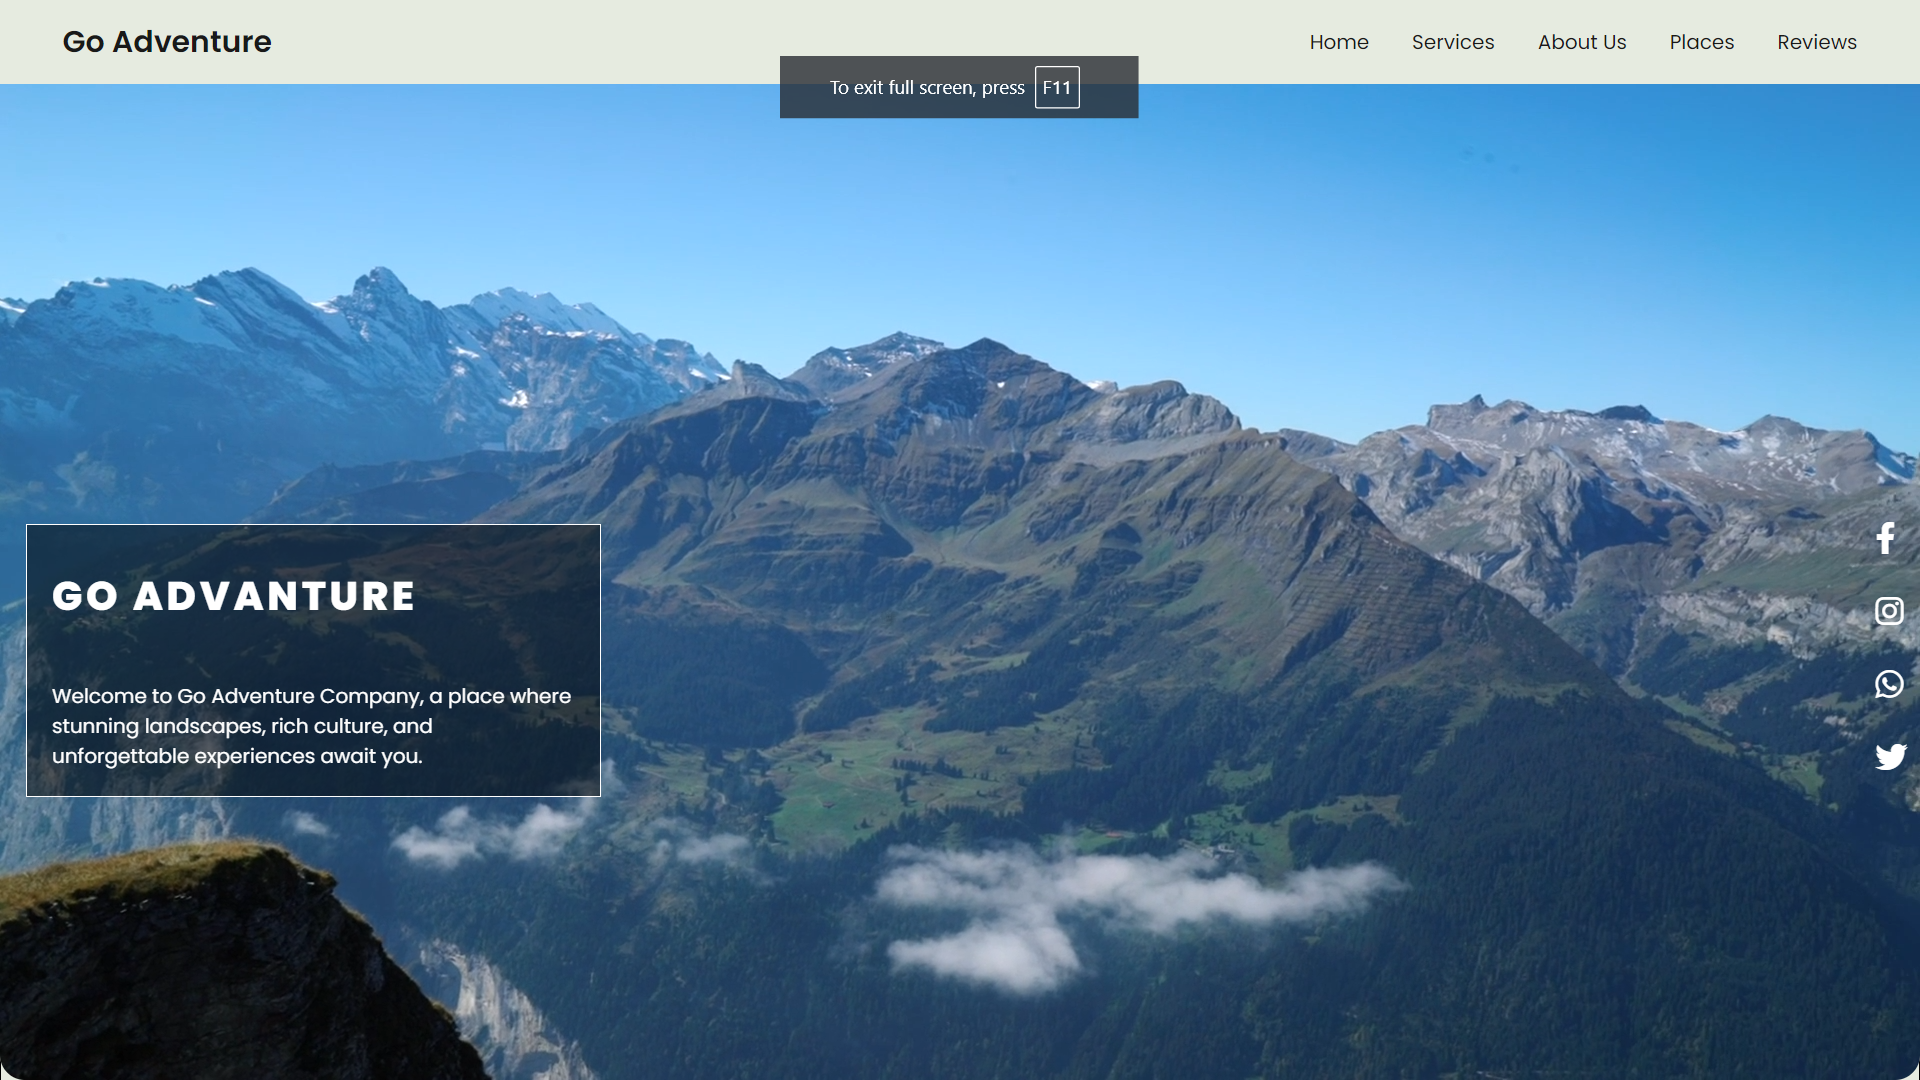 Go Adventure
Home Services About Us Places Reviews
To exit full screen, press F11
GO ADVANTURE
Welcome to Go Adventure Company, a place where
stunning landscapes, rich culture, and
unforgettable experiences await you.